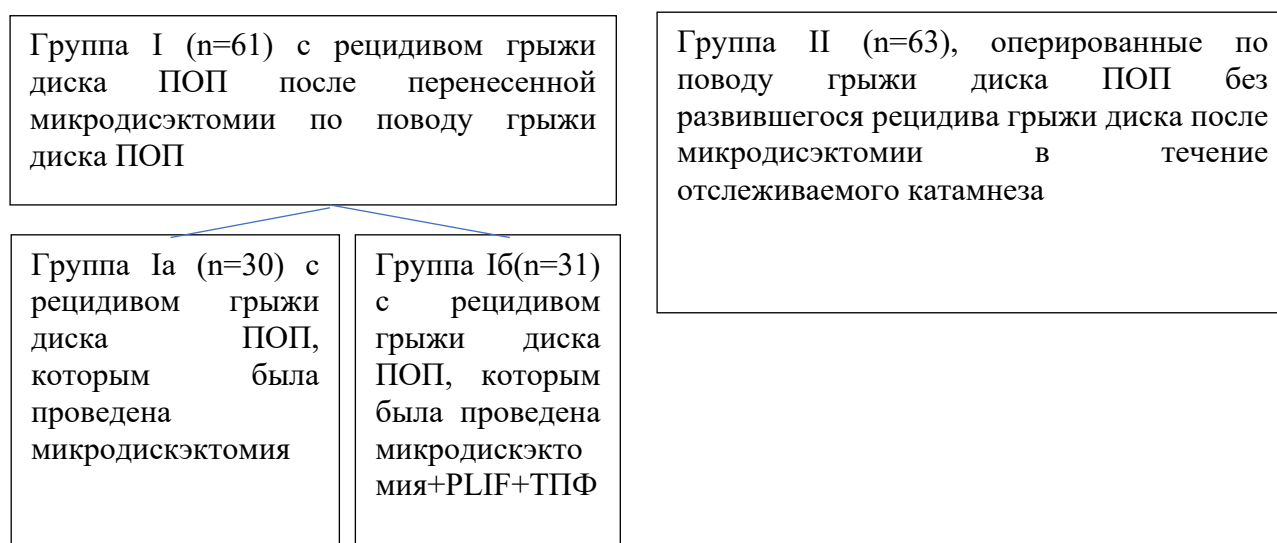 Группа I (n=61) с рецидивом грыжи
диска ПОП после перенесенной
микродисэктомии по поводу грыжи
диска ПОП
Группа II (n=63), оперированные по
поводу грыжи диска ПОП без
развившегося рецидива грыжи диска после
микродисэктомии в течение
отслеживаемого катамнеза
Группа Iа (n=30) с
рецидивом грыжи
диска ПОП,
которым была
проведена
микродискэктомия
Группа Iб(n=31)
с рецидивом
грыжи диска
ПОП, которым
была проведена
микродискэкто
мия+PLIF+ТПФ